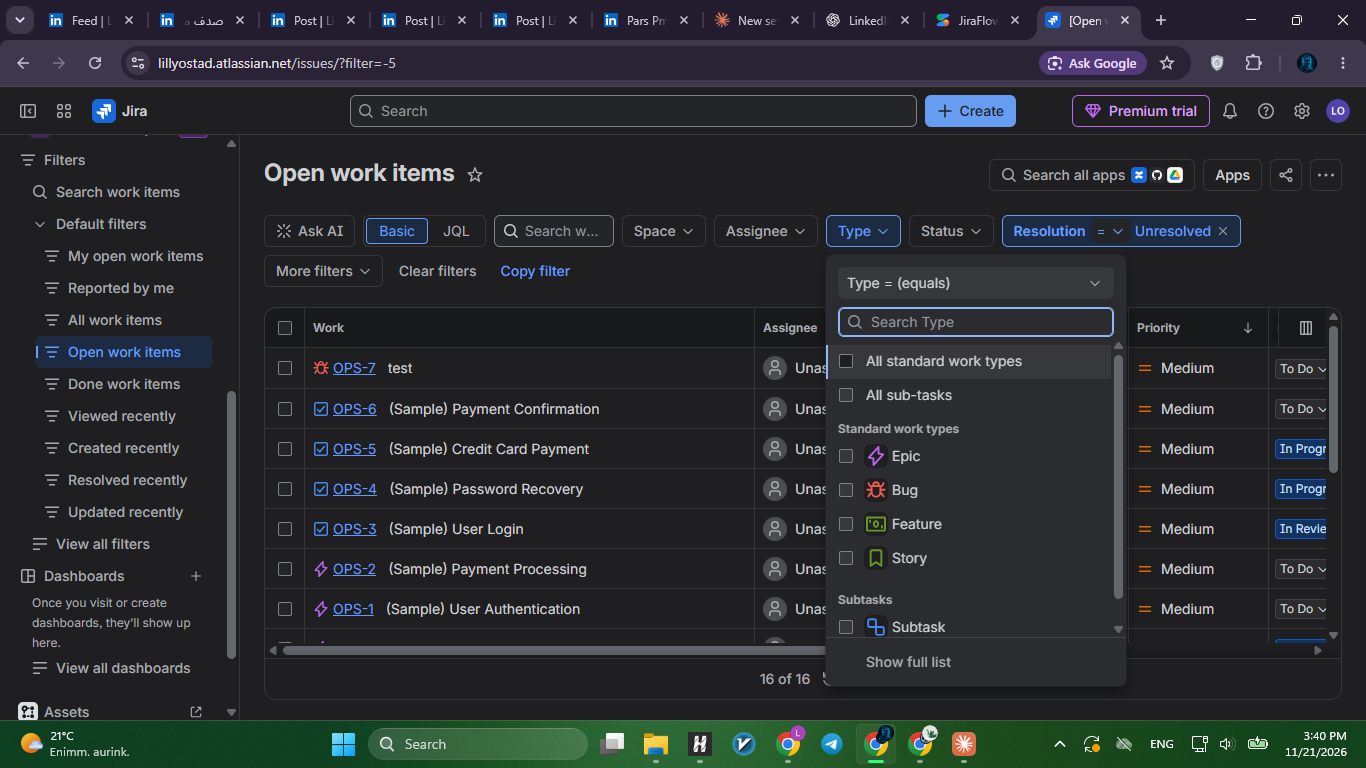 Feed | L
صدف م
Post | Li
Post | Li
Post | Li
Pars Pr
New se
LinkedI
JiraFlow
[Open w
lillyostad.atlassian.net/issues/?filter=-5
Ask Google
Jira
Search
Create
Premium trial
LO
Filters
Search work items
Default filters
My open work items
Reported by me
All work items
Open work items
Done work items
Viewed recently
Created recently
Resolved recently
Updated recently
View all filters
Dashboards
Once you visit or create
dashboards, they'll show up
here.
View all dashboards
Assets
Open work items
Search all apps
Apps
Ask AI
Basic
JQL
Search w...
Space
Assignee
Type
Status
Resolution = Unresolved
More filters
Clear filters
Copy filter
Work Assignee Priority
OPS-7 test Unas Medium To Do
OPS-6 (Sample) Payment Confirmation Unas Medium To Do
OPS-5 (Sample) Credit Card Payment Unas Medium In Progr
OPS-4 (Sample) Password Recovery Unas Medium In Progr
OPS-3 (Sample) User Login Unas Medium In Revie
OPS-2 (Sample) Payment Processing Unas Medium To Do
OPS-1 (Sample) User Authentication Unas Medium To Do
16 of 16
Type = (equals)
Search Type
All standard work types
All sub-tasks
Standard work types
Epic
Bug
Feature
Story
Subtasks
Subtask
Show full list
21°C
Enimm. aurink.
Search
L
ENG
3:40 PM
11/21/2026